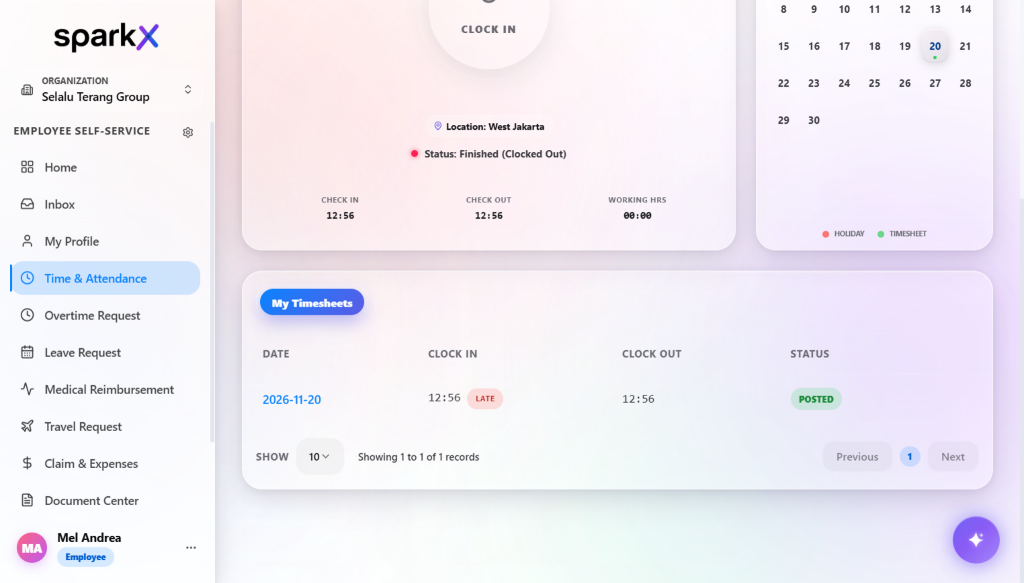 sparkX
ORGANIZATION
Selalu Terang Group
EMPLOYEE SELF-SERVICE
Home
Inbox
My Profile
Time & Attendance
Overtime Request
Leave Request
Medical Reimbursement
Travel Request
Claim & Expenses
Document Center
MA
Mel Andrea
Employee
CLOCK IN
Location: West Jakarta
Status: Finished (Clocked Out)
CHECK IN CHECK OUT WORKING HRS
12:56 12:56 00:00
8 9 10 11 12 13 14
15 16 17 18 19 20 21
22 23 24 25 26 27 28
29 30
HOLIDAY TIMESHEET
My Timesheets
DATE CLOCK IN CLOCK OUT STATUS
2026-11-20 12:56 LATE 12:56 POSTED
SHOW 10 Showing 1 to 1 of 1 records Previous 1 Next